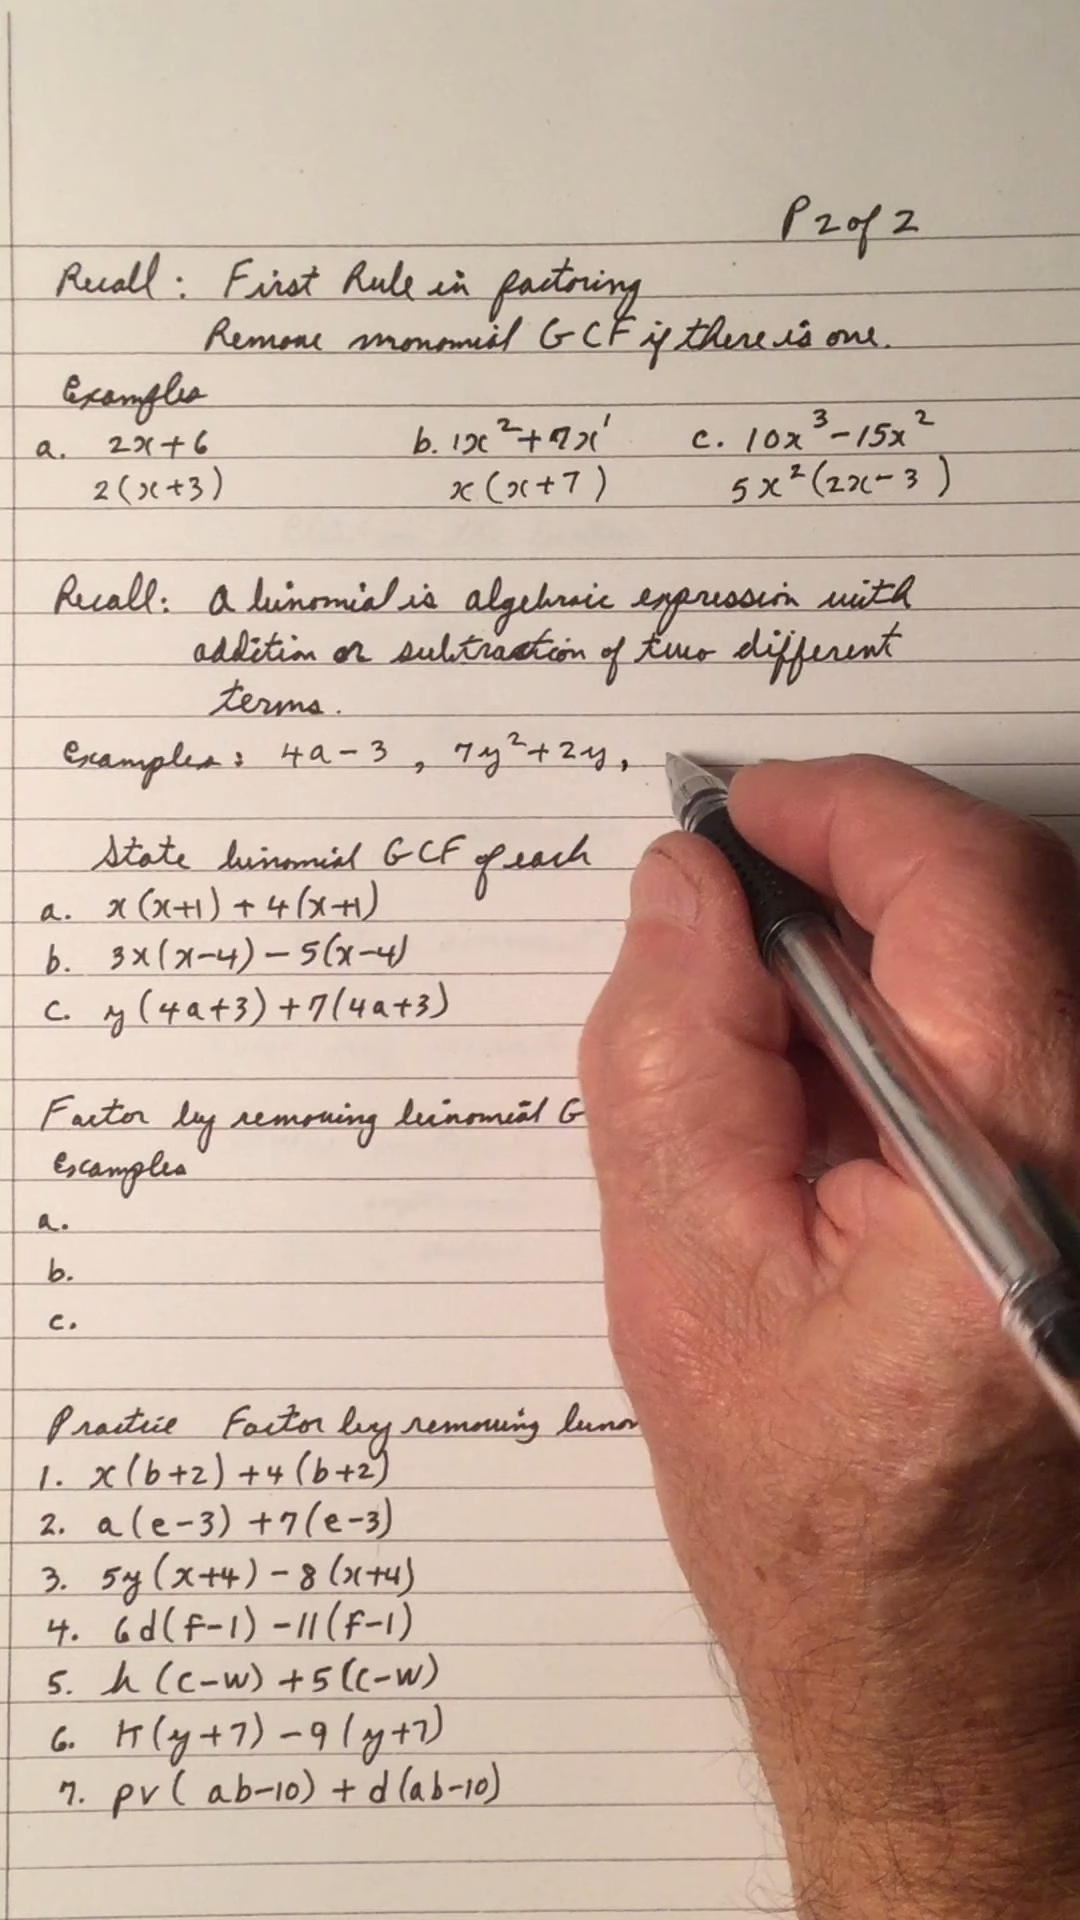 P 2 of 2
Recall: First Rule in factoring
Remove monomial GCF if there is one.
Examples
a. 2x+6 b. 1x²+7x¹ c. 10x³-15x²
2(x+3) x(x+7) 5x²(2x-3)
Recall: A binomial is algebraic expression with
addition or subtraction of two different
terms.
Examples: 4a-3, 7y²+2y,
State binomial GCF of each
a. x(x+1)+4(x+1)
b. 3x(x-4)-5(x-4)
c. y(4a+3)+7(4a+3)
Factor by removing binomial G
Examples
a.
b.
c.
Practice Factor by removing
1. x(b+2)+4(b+2)
2. a(e-3)+7(e-3)
3. 5y(x+4)-8(x+4)
4. 6d(f-1)-11(f-1)
5. h(c-w)+5(c-w)
6. K(y+7)-9(y+7)
7. pv(ab-10)+d(ab-10)